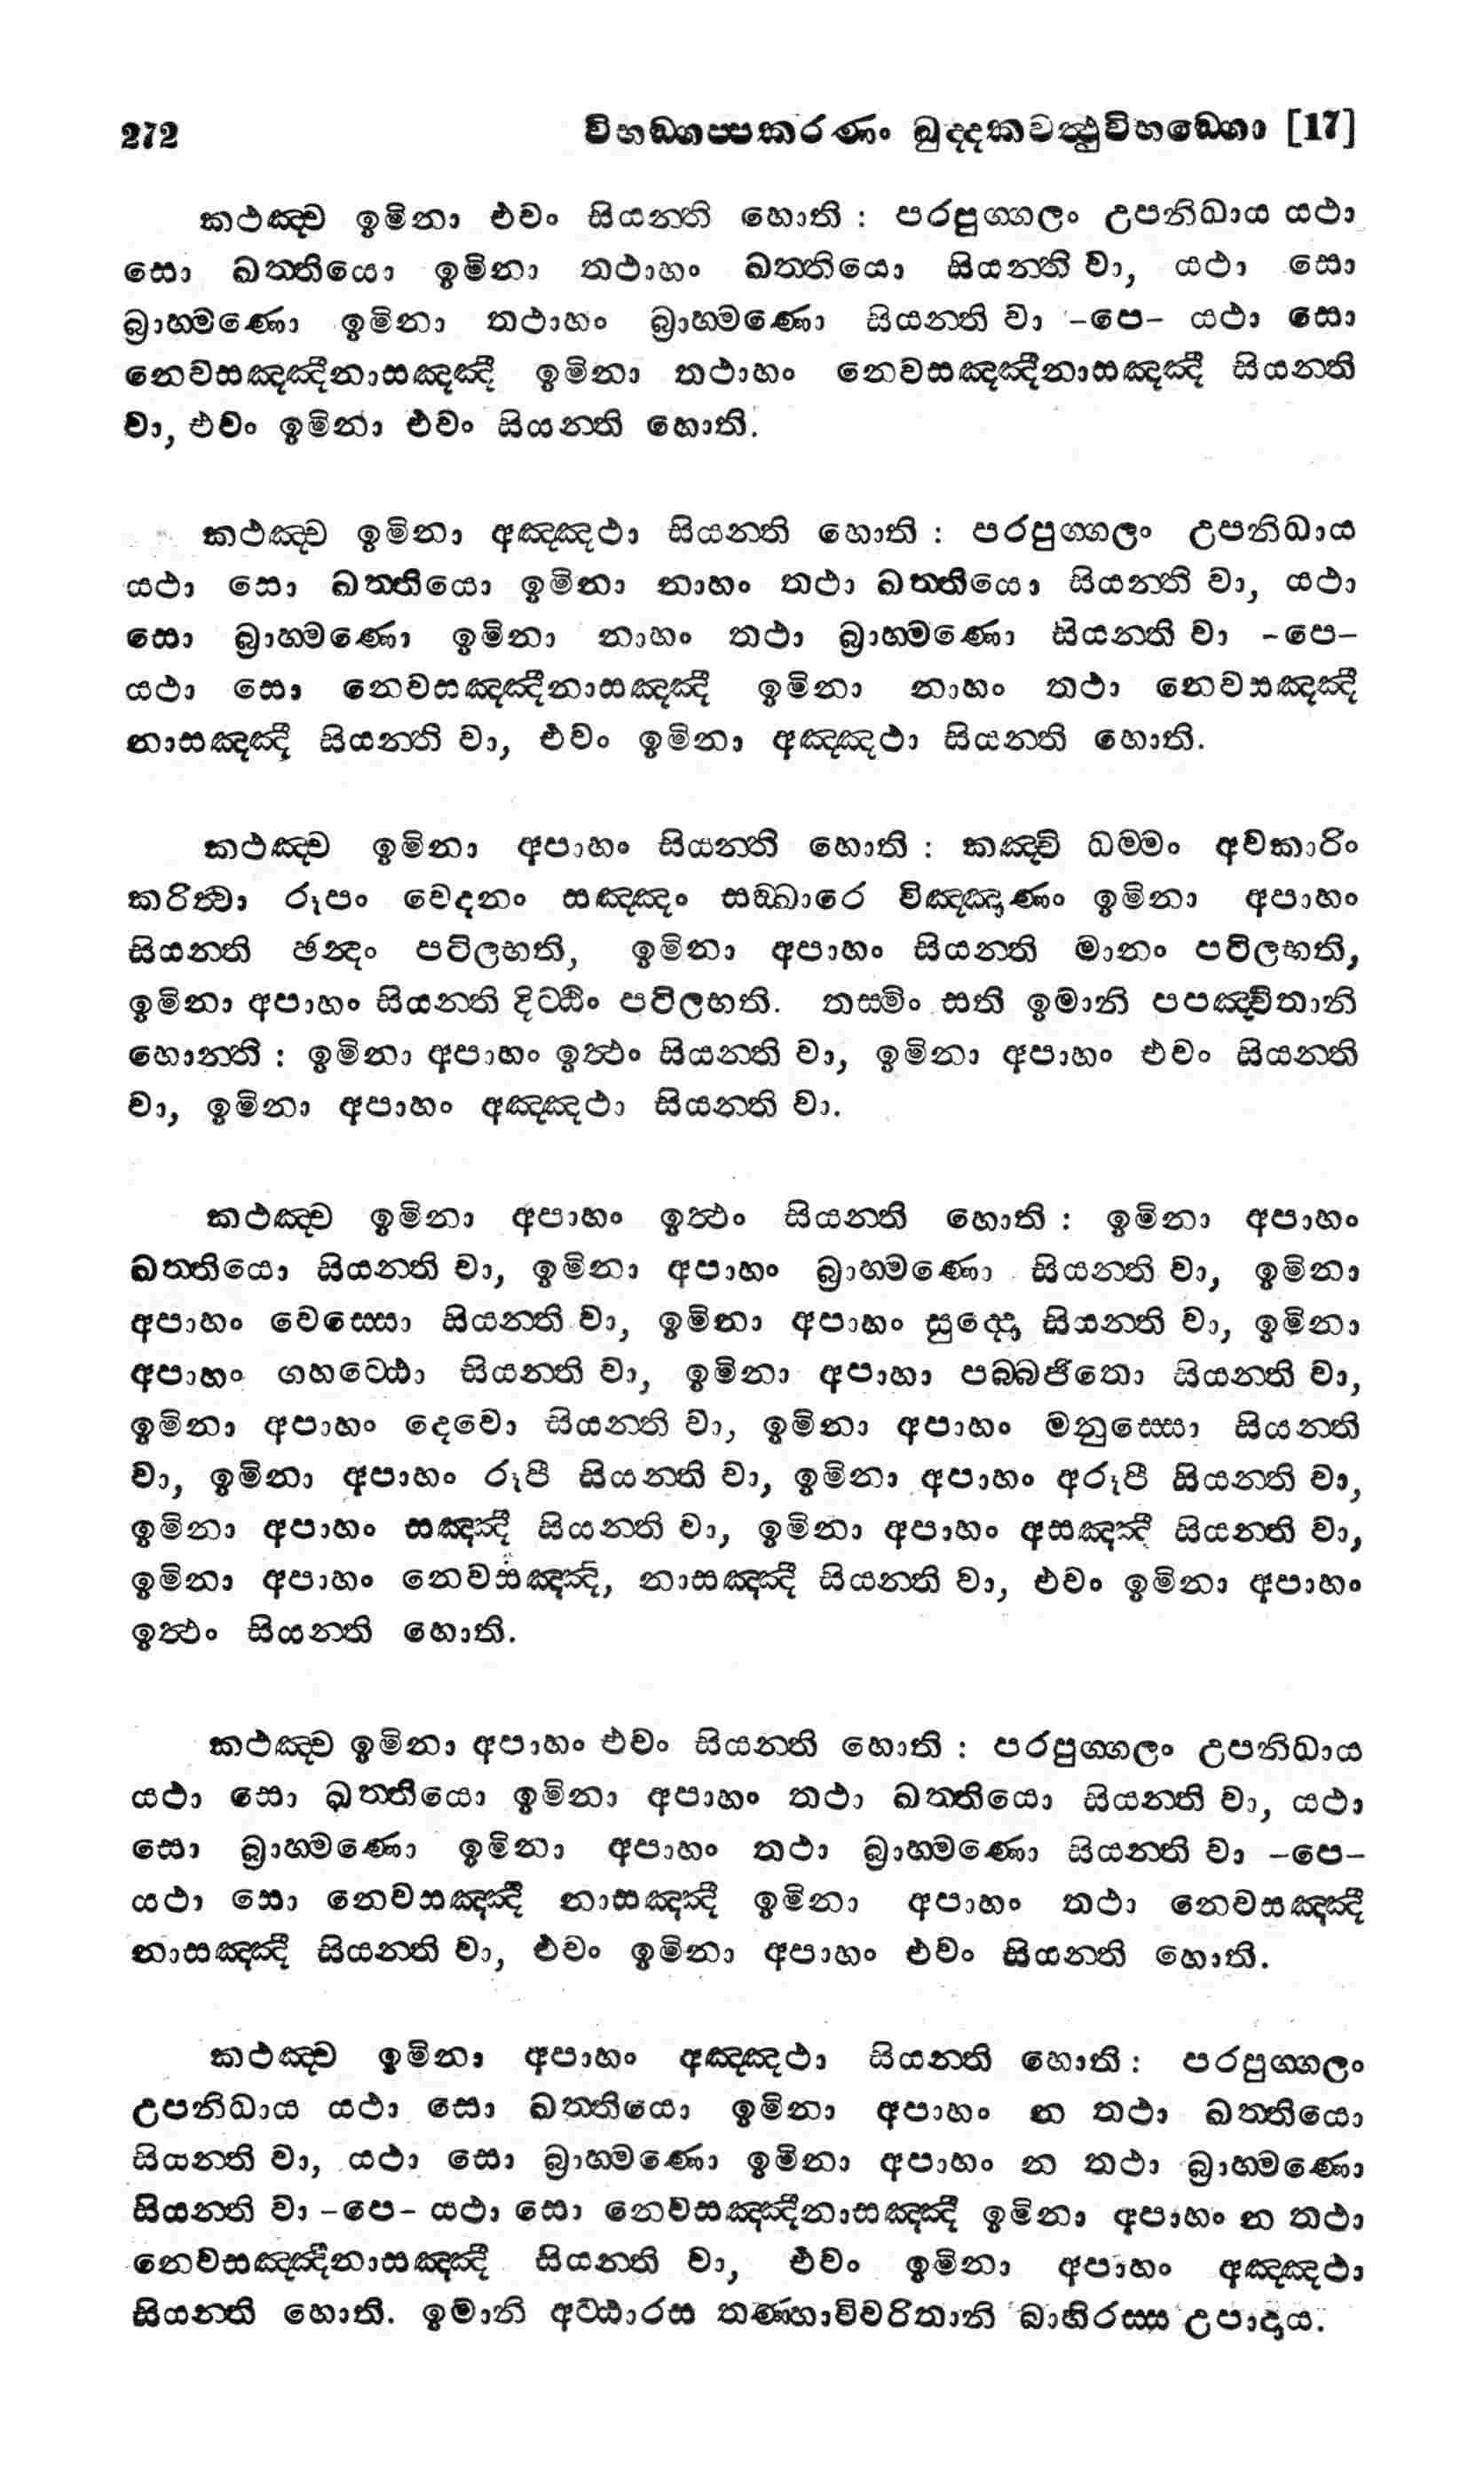 272 විභඞ්ගප්පකරණං ඛුද්දකවත්ථුවිභඞ්ගො [17]
කථඤ්ච ඉමිනා එවං සියන්ති හොති : පරපුග්ගලං උපනිධාය යථා
සො ඛත්තියො ඉමිනා තථාහං ඛත්තියො සියන්ති වා, යථා සො
බ්‍රාහ්මණො ඉමිනා තථාහං බ්‍රාහ්මණො සියන්ති වා -පෙ- යථා සො
නෙවසඤ්ඤීනාසඤ්ඤී ඉමිනා තථාහං නෙවසඤ්ඤීනාසඤ්ඤී සියන්ති
වා, එවං ඉමිනා එවං සියන්ති හොති.
කථඤ්ච ඉමිනා අඤ්ඤථා සියන්ති හොති : පරපුග්ගලං උපනිධාය
යථා සො ඛත්තියො ඉමිනා නාහං තථා ඛත්තියො සියන්ති වා, යථා
සො බ්‍රාහ්මණො ඉමිනා නාහං තථා බ්‍රාහ්මණො සියන්ති වා -පෙ-
යථා සො නෙවසඤ්ඤීනාසඤ්ඤී ඉමිනා නාහං තථා නෙවසඤ්ඤී
නාසඤ්ඤී සියන්ති වා, එවං ඉමිනා අඤ්ඤථා සියන්ති හොති.
කථඤ්ච ඉමිනා අපාහං සියන්ති හොති : කඤ්චි ධම්මං අවකාරිං
කරිත්වා රූපං වෙදනං සඤ්ඤං සඞ්ඛාරෙ විඤ්ඤාණං ඉමිනා අපාහං
සියන්ති ඡන්දං පටිලභති, ඉමිනා අපාහං සියන්ති මානං පටිලභති,
ඉමිනා අපාහං සියන්ති දිට්ඨිං පටිලභති. තස්මිං සති ඉමානි පපඤ්චිතානි
හොන්ති : ඉමිනා අපාහං ඉත්ථං සියන්ති වා, ඉමිනා අපාහං එවං සියන්ති
වා, ඉමිනා අපාහං අඤ්ඤථා සියන්ති වා.
කථඤ්ච ඉමිනා අපාහං ඉත්ථං සියන්ති හොති : ඉමිනා අපාහං
ඛත්තියො සියන්ති වා, ඉමිනා අපාහං බ්‍රාහ්මණො සියන්ති වා, ඉමිනා
අපාහං වෙස්සො සියන්ති වා, ඉමිනා අපාහං සුද්දො සියන්ති වා, ඉමිනා
අපාහං ගහට්ඨො සියන්ති වා, ඉමිනා අපාහා පබ්බජිතො සියන්ති වා,
ඉමිනා අපාහං දෙවො සියන්ති වා, ඉමිනා අපාහං මනුස්සො සියන්ති
වා, ඉමිනා අපාහං රූපී සියන්ති වා, ඉමිනා අපාහං අරූපී සියන්ති වා,
ඉමිනා අපාහං සඤ්ඤී සියන්ති වා, ඉමිනා අපාහං අසඤ්ඤී සියන්ති වා,
ඉමිනා අපාහං නෙවසඤ්ඤි, නාසඤ්ඤී සියන්ති වා, එවං ඉමිනා අපාහං
ඉත්ථං සියන්ති හොති.
කථඤ්ච ඉමිනා අපාහං එවං සියන්ති හොති : පරපුග්ගලං උපනිධාය
යථා සො ඛත්තියො ඉමිනා අපාහං තථා ඛත්තියො සියන්ති වා, යථා
සො බ්‍රාහ්මණො ඉමිනා අපාහං තථා බ්‍රාහ්මණො සියන්ති වා -පෙ-
යථා සො නෙවසඤ්ඤී නාසඤ්ඤී ඉමිනා අපාහං තථා නෙවසඤ්ඤී
නාසඤ්ඤී සියන්ති වා, එවං ඉමිනා අපාහං එවං සියන්ති හොති.
කථඤ්ච ඉමිනා අපාහං අඤ්ඤථා සියන්ති හොති : පරපුග්ගලං
උපනිධාය යථා සො ඛත්තියො ඉමිනා අපාහං න තථා ඛත්තියො
සියන්ති වා, යථා සො බ්‍රාහ්මණො ඉමිනා අපාහං න තථා බ්‍රාහ්මණො
සියන්ති වා -පෙ- යථා සො නෙවසඤ්ඤීනාසඤ්ඤී ඉමිනා අපාහං න තථා
නෙවසඤ්ඤීනාසඤ්ඤී සියන්ති වා, එවං ඉමිනා අපාහං අඤ්ඤථා
සියන්ති හොති. ඉමානි අට්ඨාරස තණ්හාවිචරිතානි බාහිරස්ස උපාදාය.